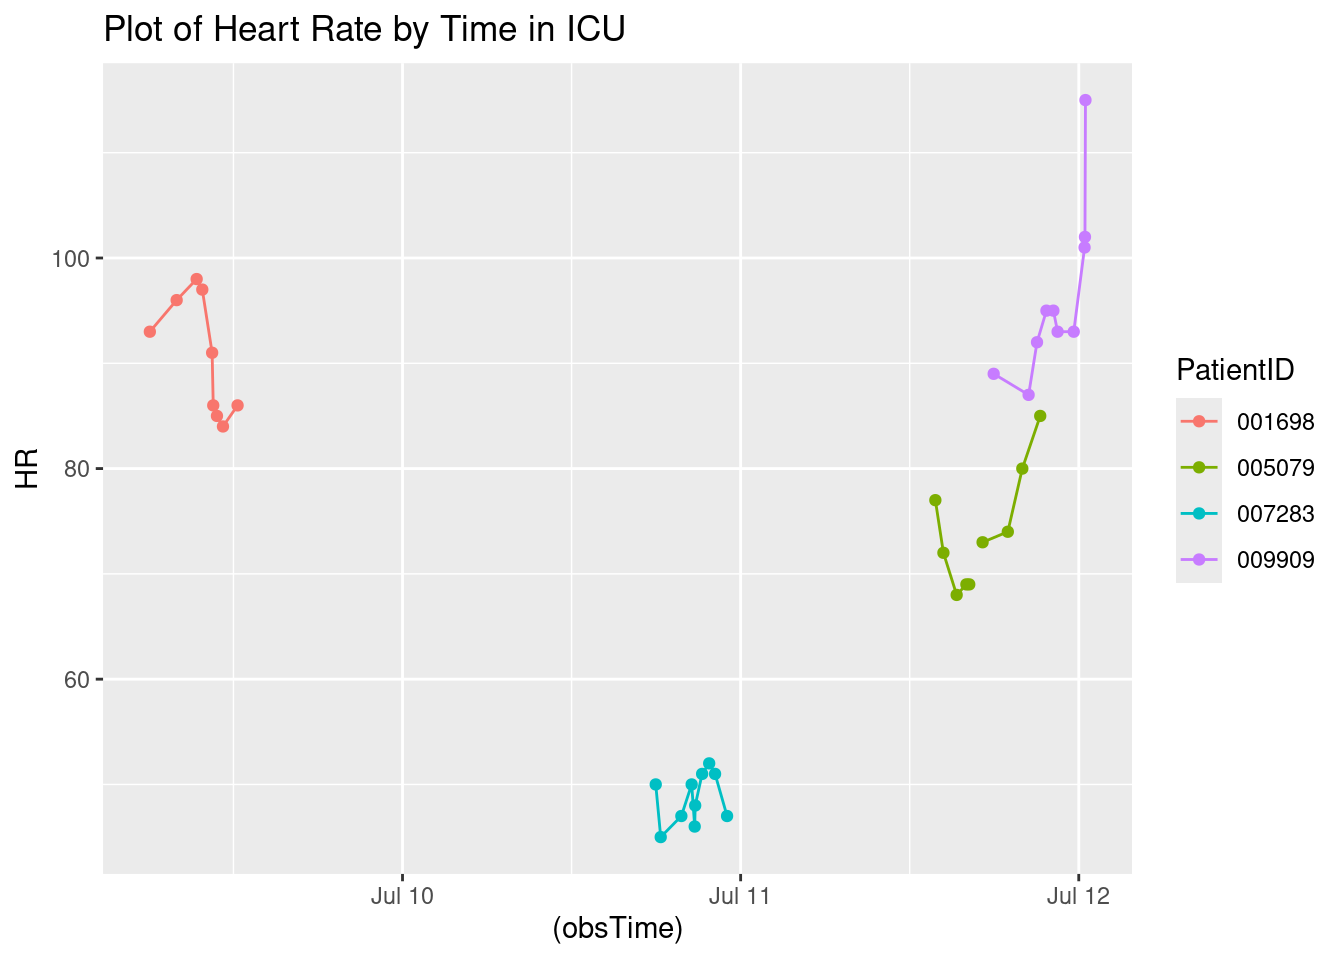 Plot of Heart Rate by Time in ICU
HR
100
80
60
Jul 10
Jul 11
Jul 12
(obsTime)
PatientID
001698
005079
007283
009909